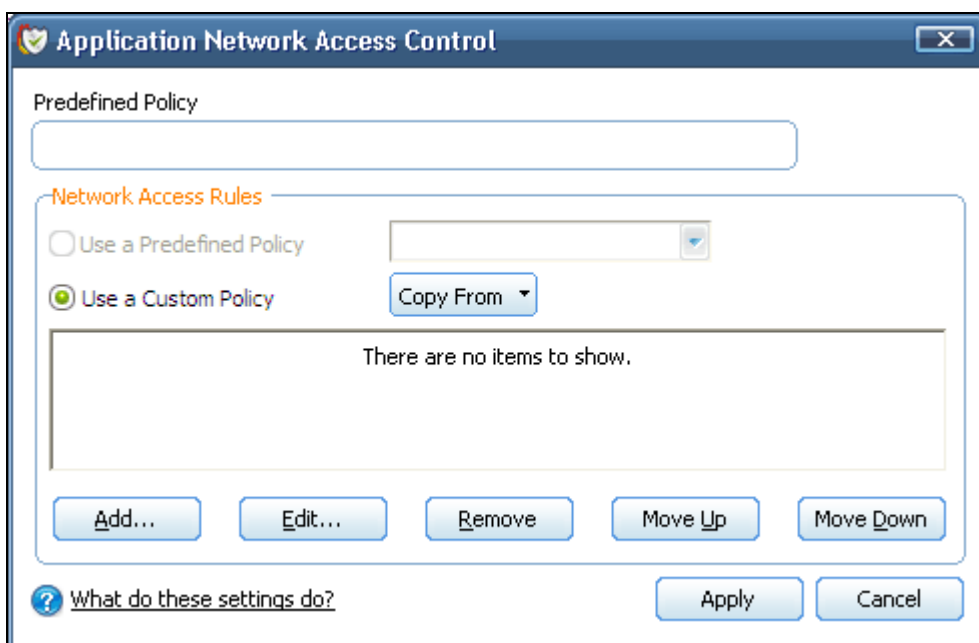 Application Network Access Control
Predefined Policy
Network Access Rules
Use a Predefined Policy
Use a Custom Policy Copy From
There are no items to show.
Add... Edit... Remove Move Up Move Down
What do these settings do? Apply Cancel